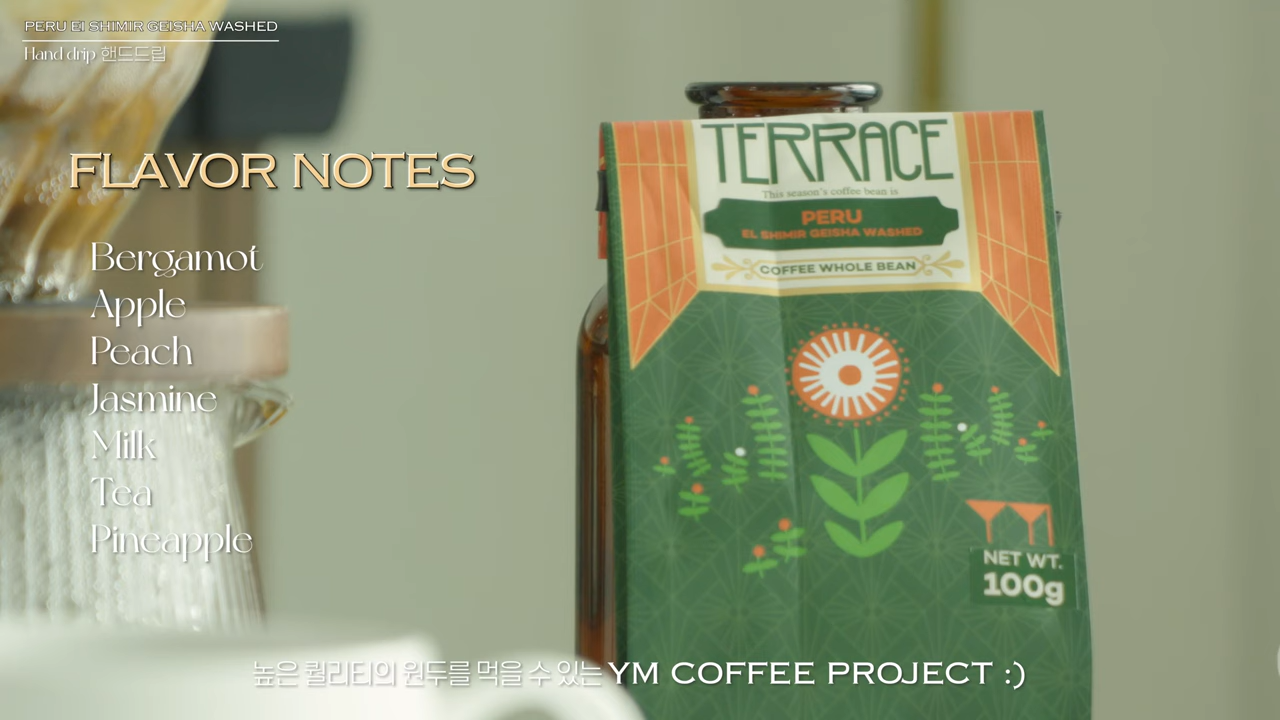 PERU El SHIMIR GEISHA WASHED
Hand drip 핸드드립
FLAVOR NOTES
Bergamot
Apple
Peach
Jasmine
Milk
Tea
Pineapple
TERRACE
This season's coffee bean is
PERU
EL SHIMIR GEISHA WASHED
COFFEE WHOLE BEAN
NET WT.
100g
높은 퀄리티의 원두를 먹을 수 있는 YM COFFEE PROJECT :)